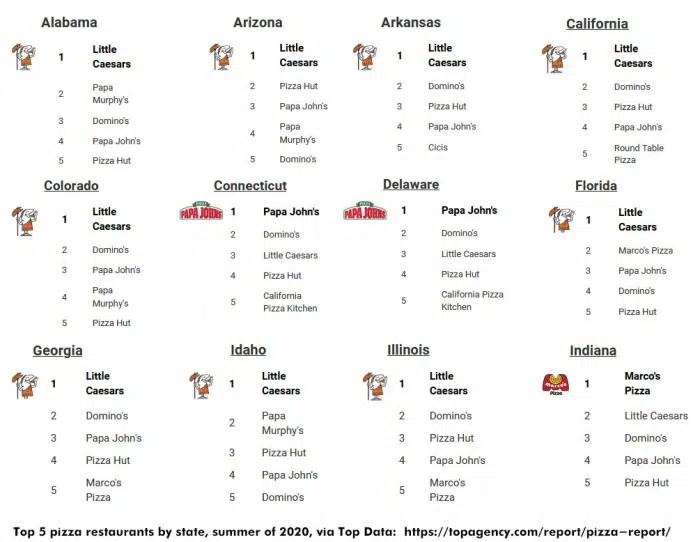 Alabama
1 Little
Caesars
2 Papa
Murphy's
3 Domino's
4 Papa John's
5 Pizza Hut
Arizona
1 Little
Caesars
2 Pizza Hut
3 Papa John's
4 Papa
Murphy's
5 Domino's
Arkansas
1 Little
Caesars
2 Domino's
3 Pizza Hut
4 Papa John's
5 Cicis
California
1 Little
Caesars
2 Domino's
3 Pizza Hut
4 Papa John's
5 Round Table
Pizza
Colorado
1 Little
Caesars
2 Domino's
3 Papa John's
4 Papa
Murphy's
5 Pizza Hut
Connecticut
PIZZA
PAPA JOHNS
1 Papa John's
2 Domino's
3 Little Caesars
4 Pizza Hut
5 California
Pizza Kitchen
Delaware
PIZZA
PAPA JOHNS
1 Papa John's
2 Domino's
3 Little Caesars
4 Pizza Hut
5 California Pizza
Kitchen
Florida
1 Little
Caesars
2 Marco's Pizza
3 Papa John's
4 Domino's
5 Pizza Hut
Georgia
1 Little
Caesars
2 Domino's
3 Papa John's
4 Pizza Hut
5 Marco's
Pizza
Idaho
1 Little
Caesars
2 Papa
Murphy's
3 Pizza Hut
4 Papa John's
5 Domino's
Illinois
1 Little
Caesars
2 Domino's
3 Pizza Hut
4 Papa John's
5 Marco's
Pizza
Indiana
marco's
Pizza
1 Marco's
Pizza
2 Little Caesars
3 Domino's
4 Papa John's
5 Pizza Hut
Top 5 pizza restaurants by state, summer of 2020, via Top Data: https://topagency.com/report/pizza-report/